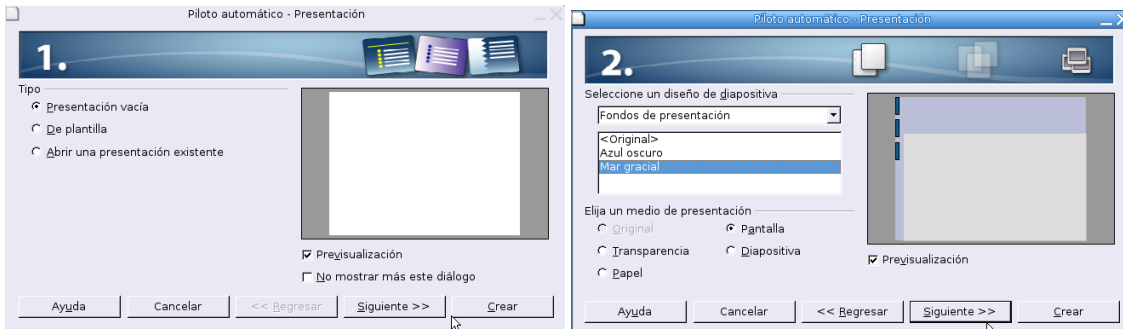 Piloto automático - Presentación
1.
Tipo
Presentación vacía
De plantilla
Abrir una presentación existente
Previsualización
No mostrar más este diálogo
Ayuda
Cancelar
<< Regresar
Siguiente >>
Crear
Piloto automático - Presentación
2.
Seleccione un diseño de diapositiva
Fondos de presentación
<Original>
Azul oscuro
Mar gracial
Elija un medio de presentación
Original
Pantalla
Transparencia
Diapositiva
Papel
Previsualización
Ayuda
Cancelar
<< Regresar
Siguiente >>
Crear